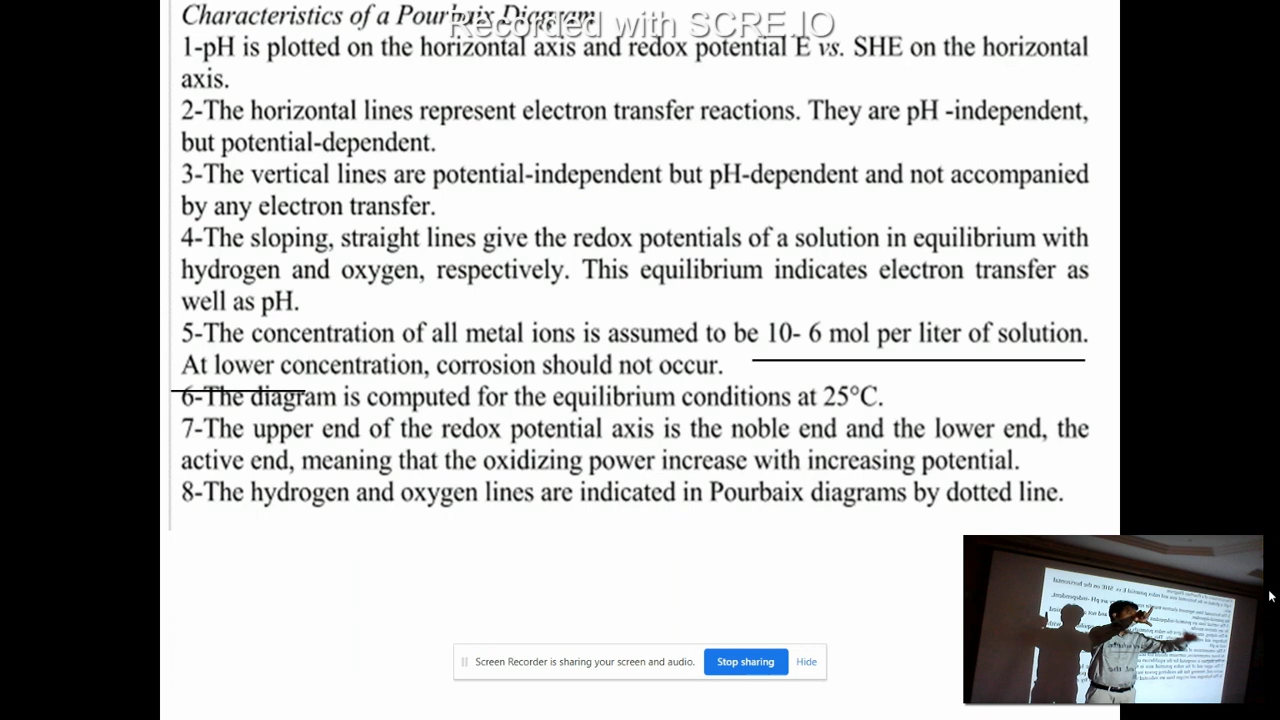 Characteristics of a Pourbaix Diagram
Recorded with SCRE.IO
1-pH is plotted on the horizontal axis and redox potential E vs. SHE on the horizontal
axis.
2-The horizontal lines represent electron transfer reactions. They are pH -independent,
but potential-dependent.
3-The vertical lines are potential-independent but pH-dependent and not accompanied
by any electron transfer.
4-The sloping, straight lines give the redox potentials of a solution in equilibrium with
hydrogen and oxygen, respectively. This equilibrium indicates electron transfer as
well as pH.
5-The concentration of all metal ions is assumed to be 10- 6 mol per liter of solution.
At lower concentration, corrosion should not occur.
6-The diagram is computed for the equilibrium conditions at 25°C.
7-The upper end of the redox potential axis is the noble end and the lower end, the
active end, meaning that the oxidizing power increase with increasing potential.
8-The hydrogen and oxygen lines are indicated in Pourbaix diagrams by dotted line.
Screen Recorder is sharing your screen and audio.
Stop sharing
Hide